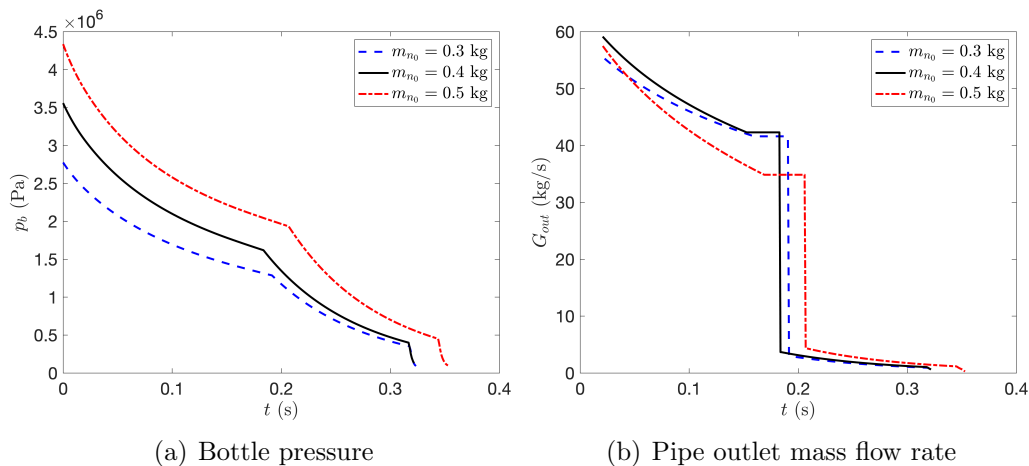 ×10⁶
4.5
4
3.5
3
2.5
2
1.5
1
0.5
0
p_b (Pa)
0 0.1 0.2 0.3 0.4
t (s)
m_{n_0} = 0.3 kg
m_{n_0} = 0.4 kg
m_{n_0} = 0.5 kg
(a) Bottle pressure
60
50
40
30
20
10
0
G_{out} (kg/s)
0 0.1 0.2 0.3 0.4
t (s)
m_{n_0} = 0.3 kg
m_{n_0} = 0.4 kg
m_{n_0} = 0.5 kg
(b) Pipe outlet mass flow rate